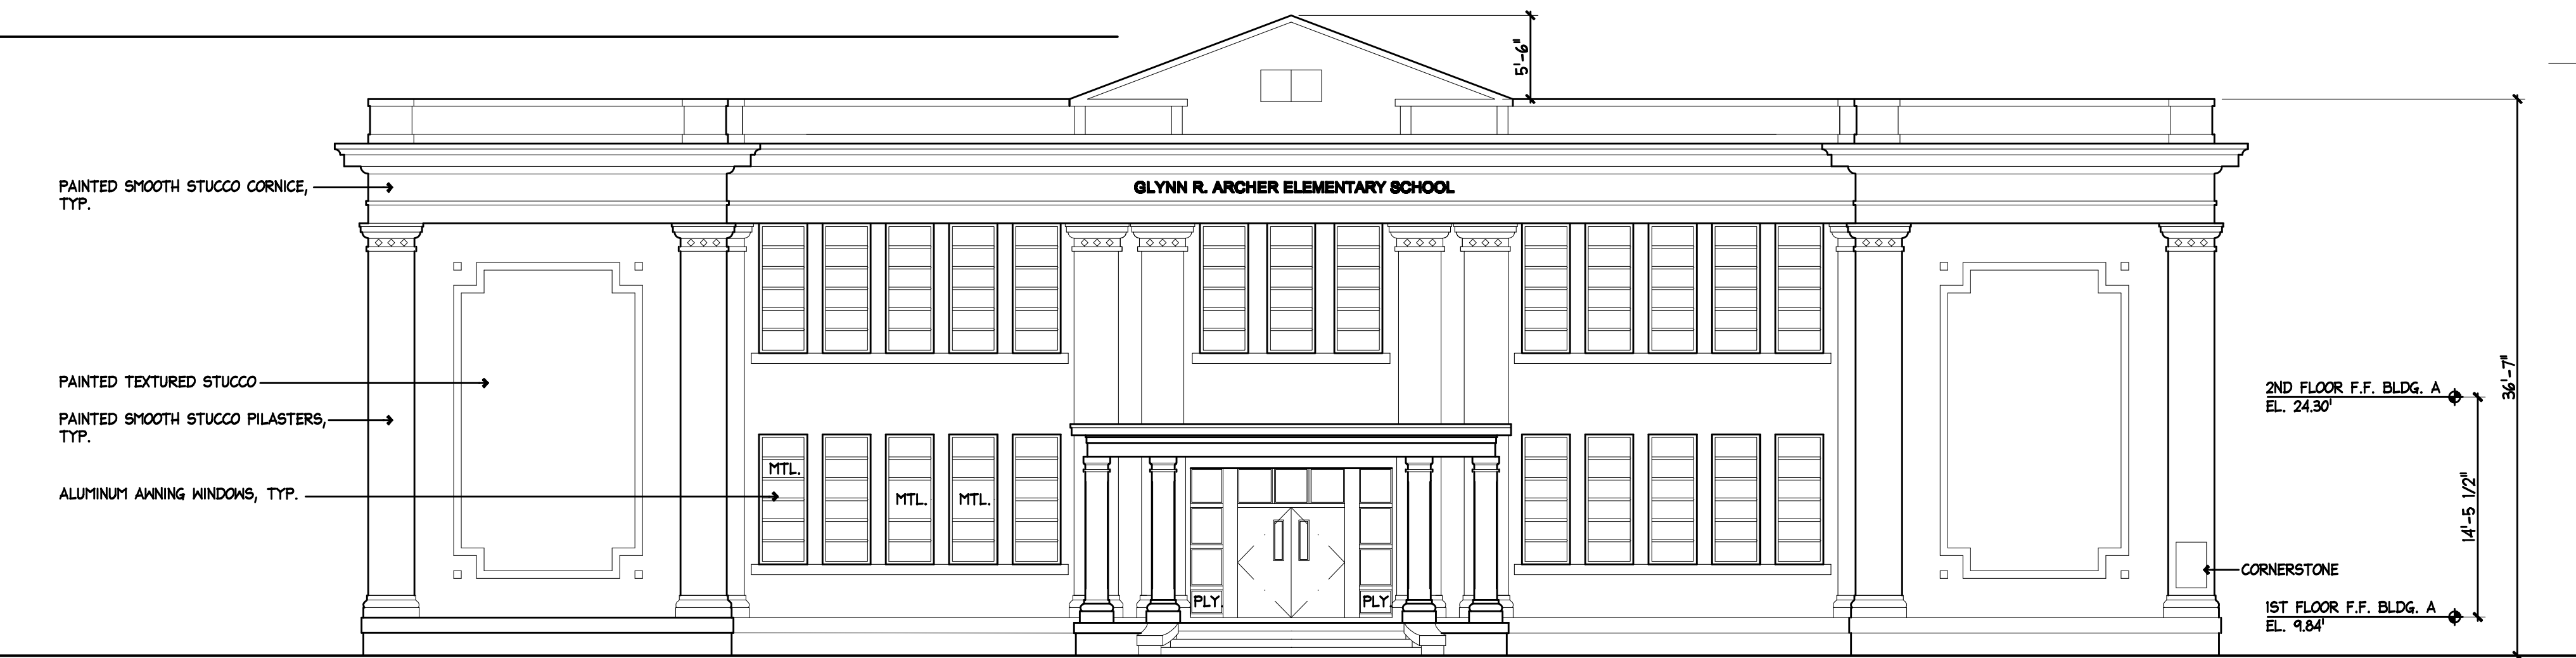 5'-6"
GLYNN R. ARCHER ELEMENTARY SCHOOL
PAINTED SMOOTH STUCCO CORNICE,
TYP.
PAINTED TEXTURED STUCCO
PAINTED SMOOTH STUCCO PILASTERS,
TYP.
ALUMINUM AWNING WINDOWS, TYP.
MTL.
MTL.
MTL.
PLY.
PLY.
CORNERSTONE
2ND FLOOR F.F. BLDG. A
EL. 24.30'
1ST FLOOR F.F. BLDG. A
EL. 9.84'
14'-5 1/2"
36'-7"